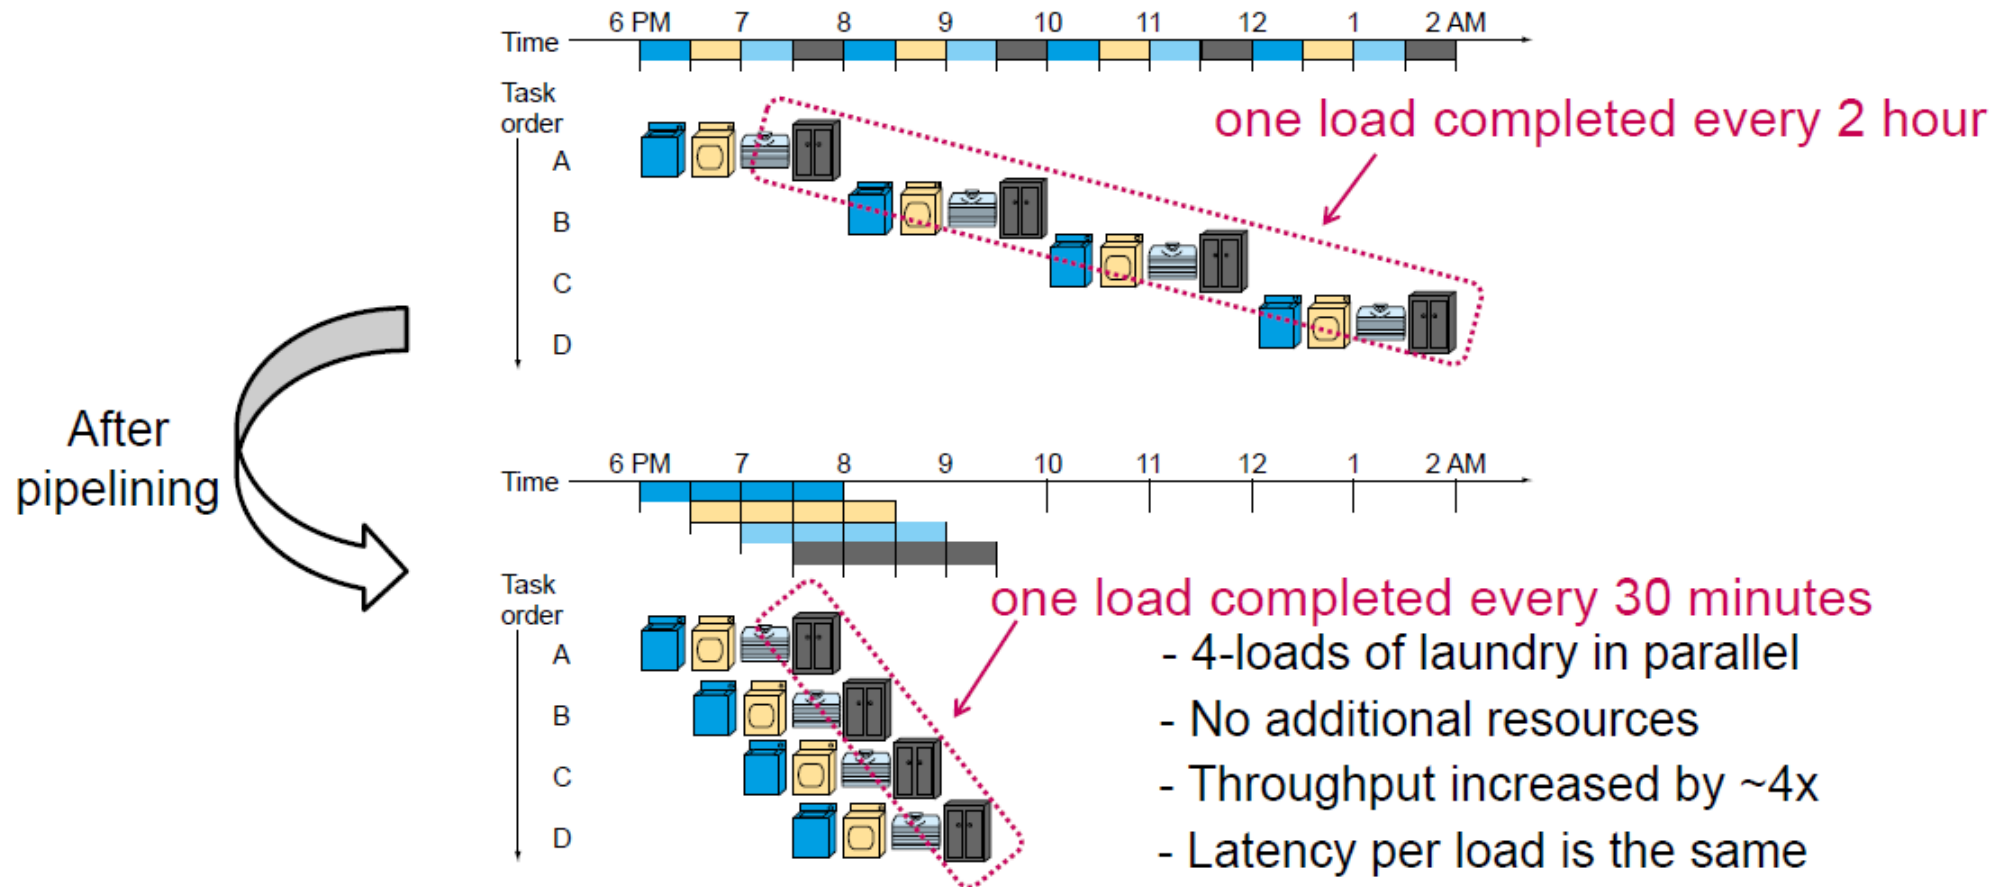 6 PM 7 8 9 10 11 12 1 2 AM
Time
Task
order
one load completed every 2 hour
A
B
C
D
After
pipelining
6 PM 7 8 9 10 11 12 1 2 AM
Time
Task
order
one load completed every 30 minutes
A
- 4-loads of laundry in parallel
B
- No additional resources
C
- Throughput increased by ~4x
D
- Latency per load is the same